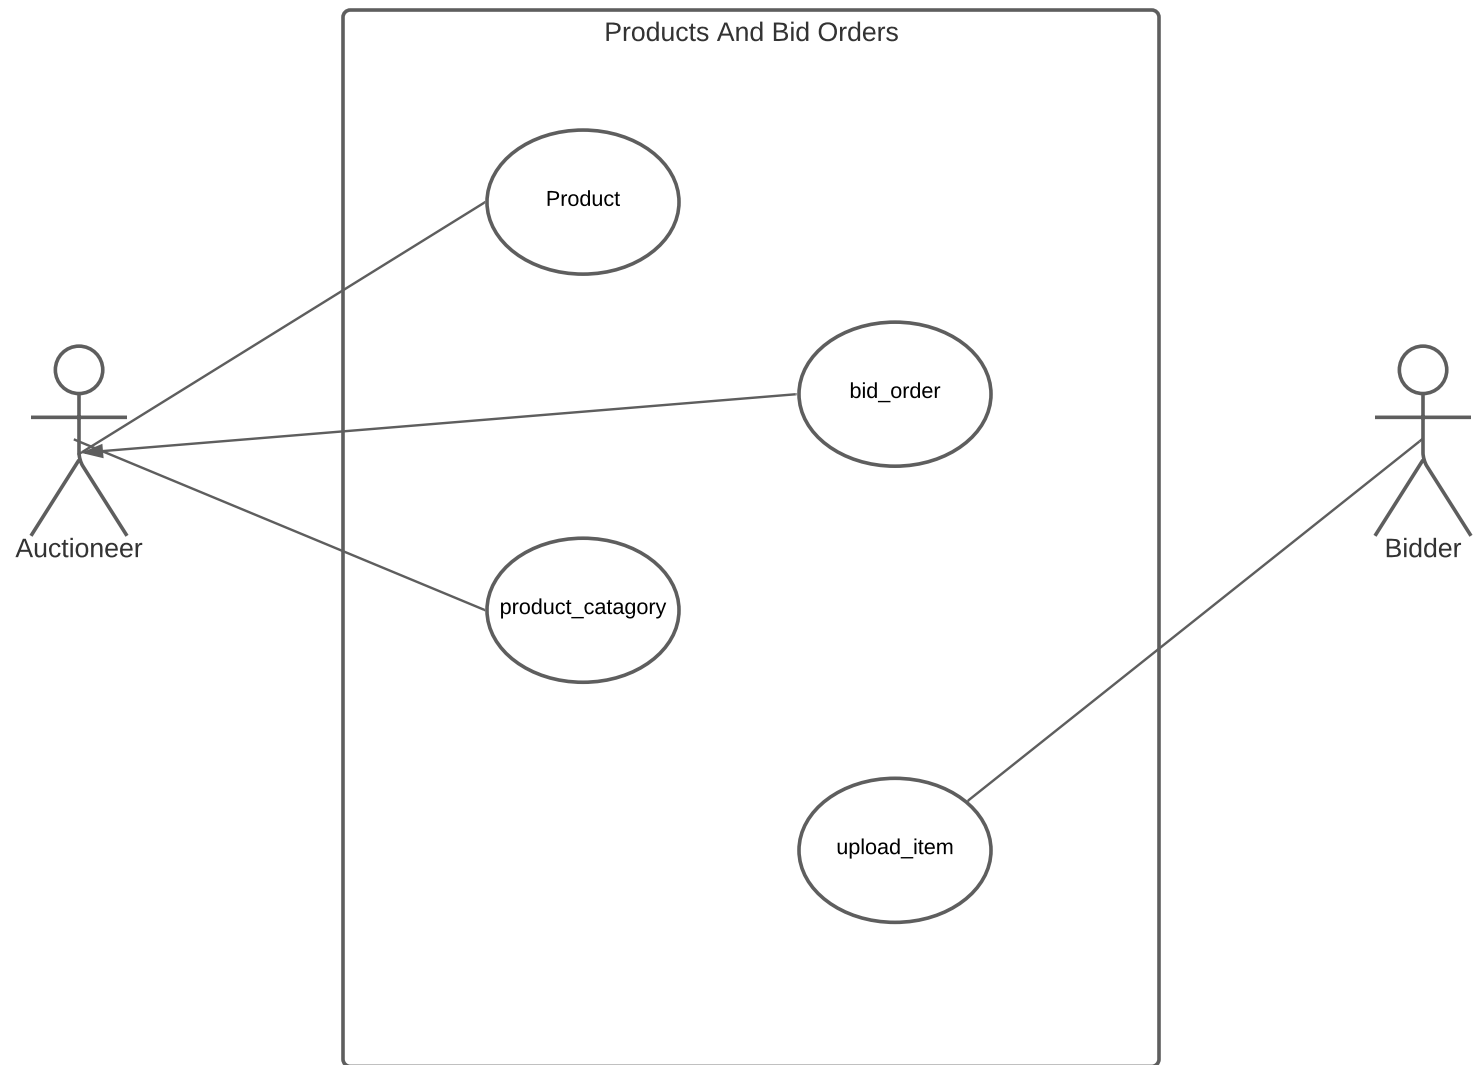 Products And Bid Orders
Product
bid_order
Auctioneer
Bidder
product_catagory
upload_item